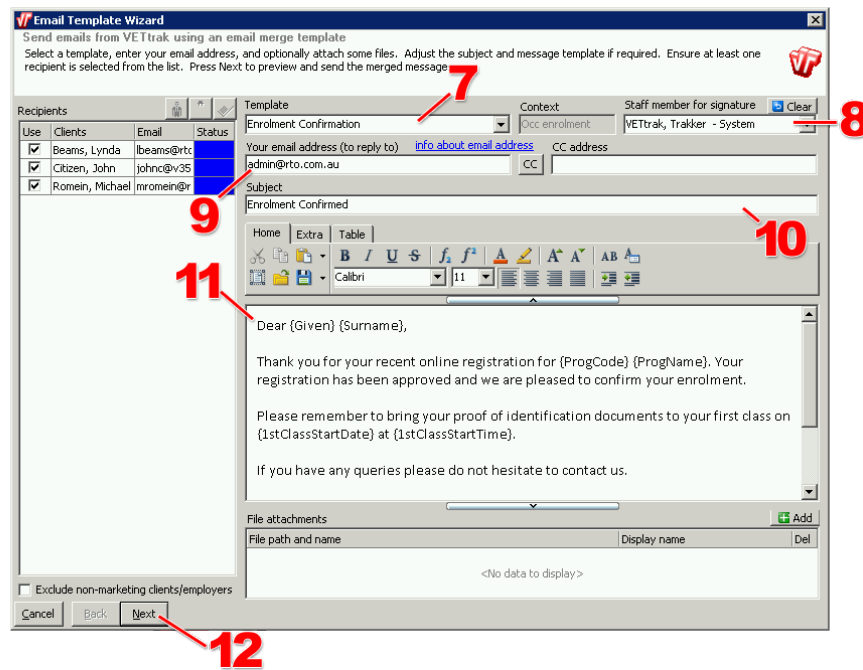 Email Template Wizard
Send emails from VETtrak using an email merge template
Select a template, enter your email address, and optionally attach some files. Adjust the subject and message template if required. Ensure at least one
recipient is selected from the list. Press Next to preview and send the merged message
7
Recipients
Template
Context
Staff member for signature
Clear
Enrolment Confirmation
Occ enrolment
VETtrak, Trakker - System
8
Use Clients Email Status
Beams, Lynda lbeams@rtc
Citizen, John johnc@v35
Romein, Michael mromein@r
Your email address (to reply to) info about email address CC address
admin@rto.com.au
CC
9
Subject
Enrolment Confirmed
10
Home Extra Table
B I U S f₂ f² A A A AB A
Calibri 11
11
Dear {Given} {Surname},
Thank you for your recent online registration for {ProgCode} {ProgName}. Your
registration has been approved and we are pleased to confirm your enrolment.
Please remember to bring your proof of identification documents to your first class on
{1stClassStartDate} at {1stClassStartTime}.
If you have any queries please do not hesitate to contact us.
File attachments
Add
File path and name Display name Del
<No data to display>
Exclude non-marketing clients/employers
Cancel Back Next
12